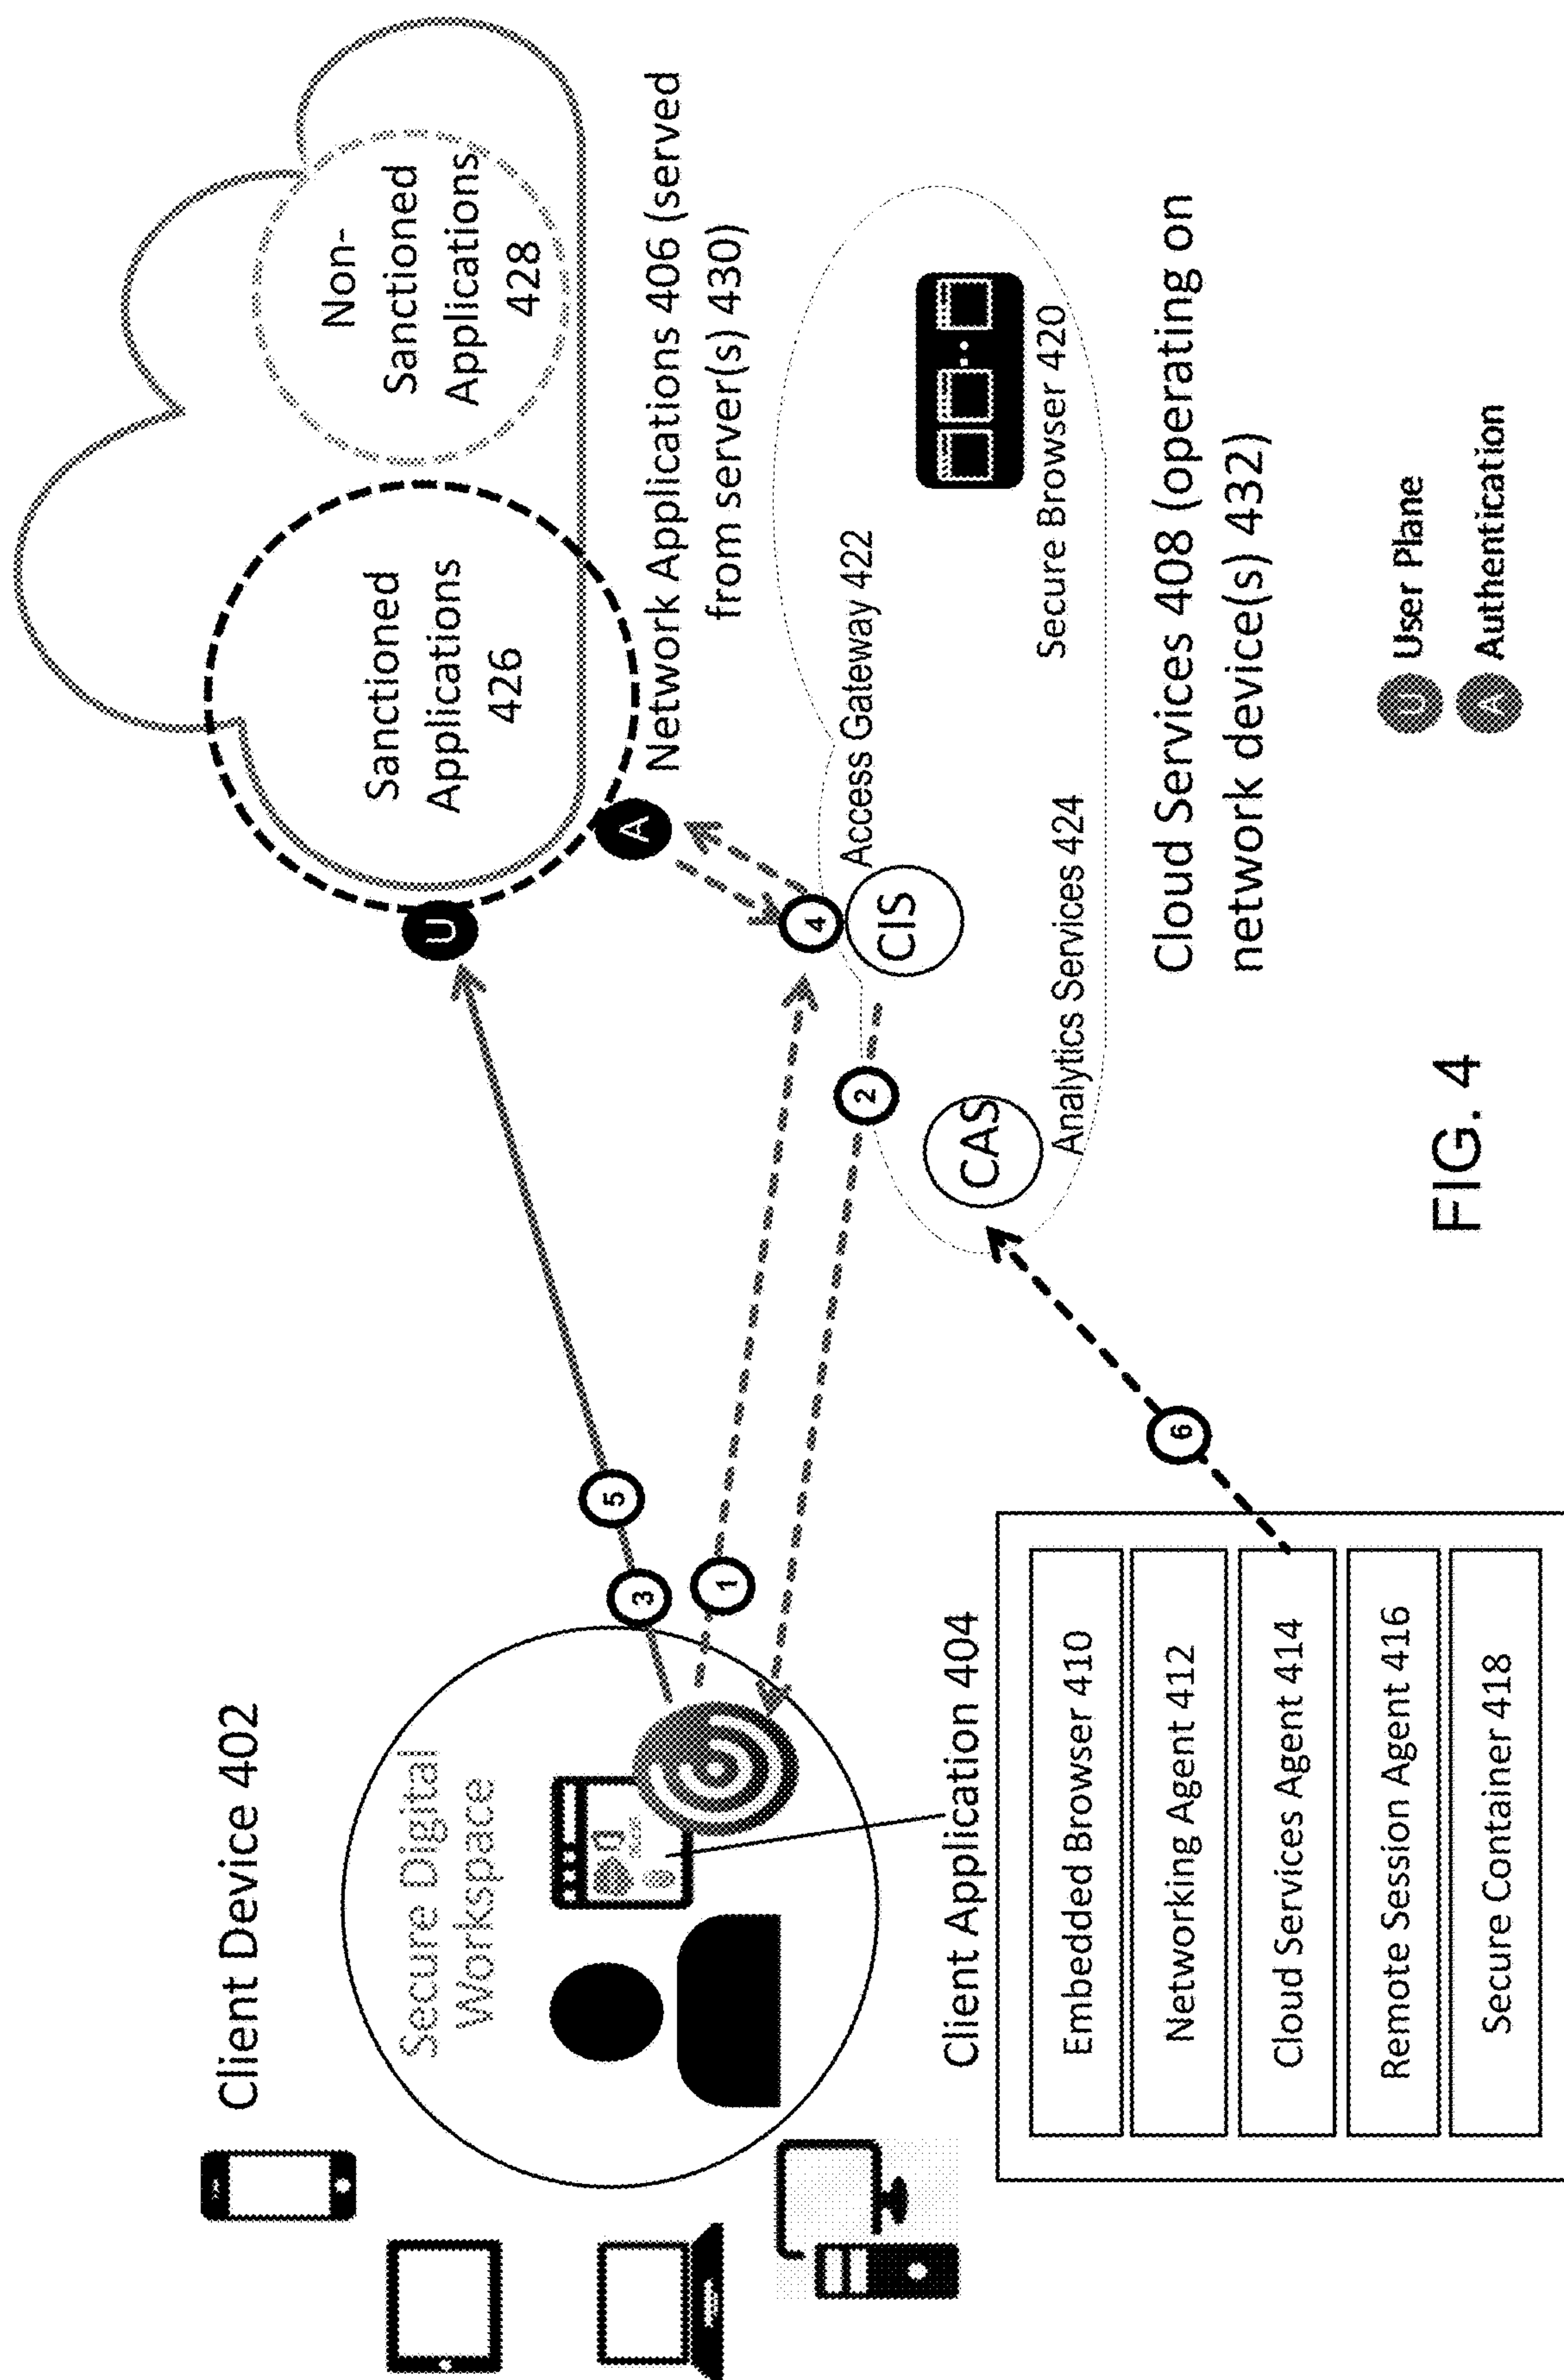 Client Device 402
Secure Digital
Workspace
Client Application 404
Embedded Browser 410
Networking Agent 412
Cloud Services Agent 414
Remote Session Agent 416
Secure Container 418
3
5
1
2
4
6
U
A
Sanctioned
Applications
426
Non-
Sanctioned
Applications
428
Network Applications 406 (served
from server(s) 430)
Access Gateway 422
CIS
CAS
Analytics Services 424
Secure Browser 420
Cloud Services 408 (operating on
network device(s) 432)
U User Plane
A Authentication
FIG. 4